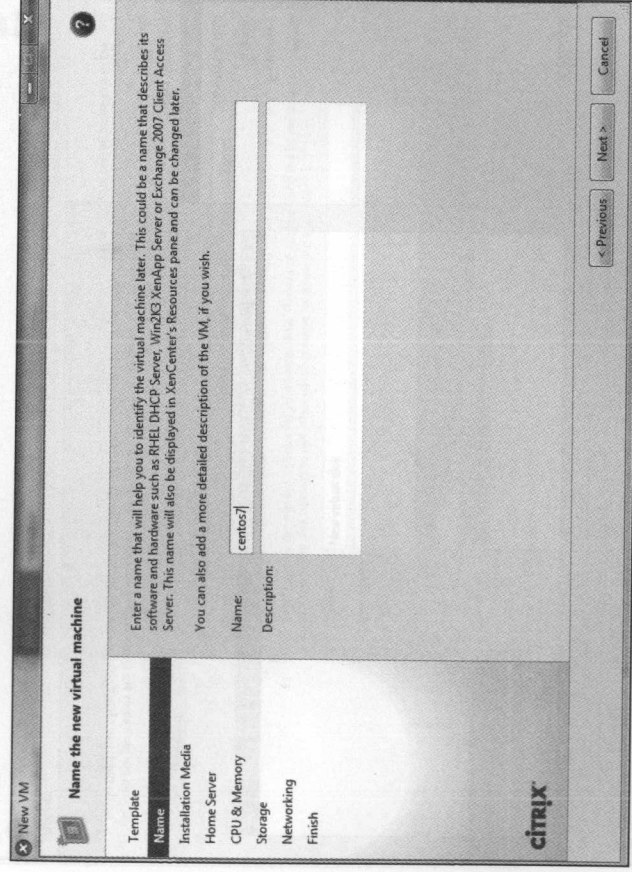 New VM
Name the new virtual machine
?
Template
Name
Installation Media
Home Server
CPU & Memory
Storage
Networking
Finish
CİTRIX
Enter a name that will help you to identify the virtual machine later. This could be a name that describes its
software and hardware such as RHEL DHCP Server, Win2K3 XenApp Server or Exchange 2007 Client Access
Server. This name will also be displayed in XenCenter's Resources pane and can be changed later.
You can also add a more detailed description of the VM, if you wish.
Name: centos7
Description:
< Previous
Next >
Cancel